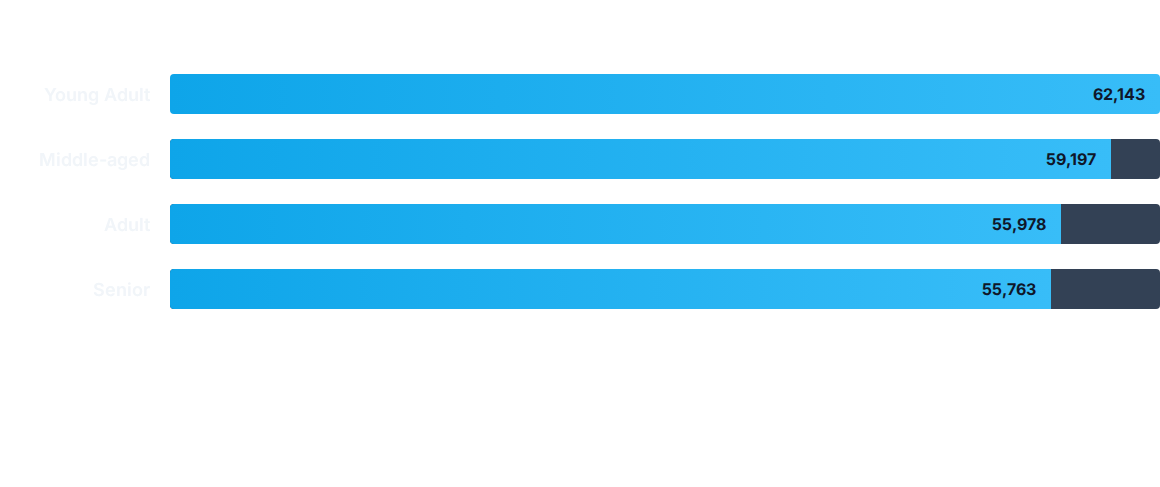 Young Adult 62,143
Middle-aged 59,197
Adult 55,978
Senior 55,763